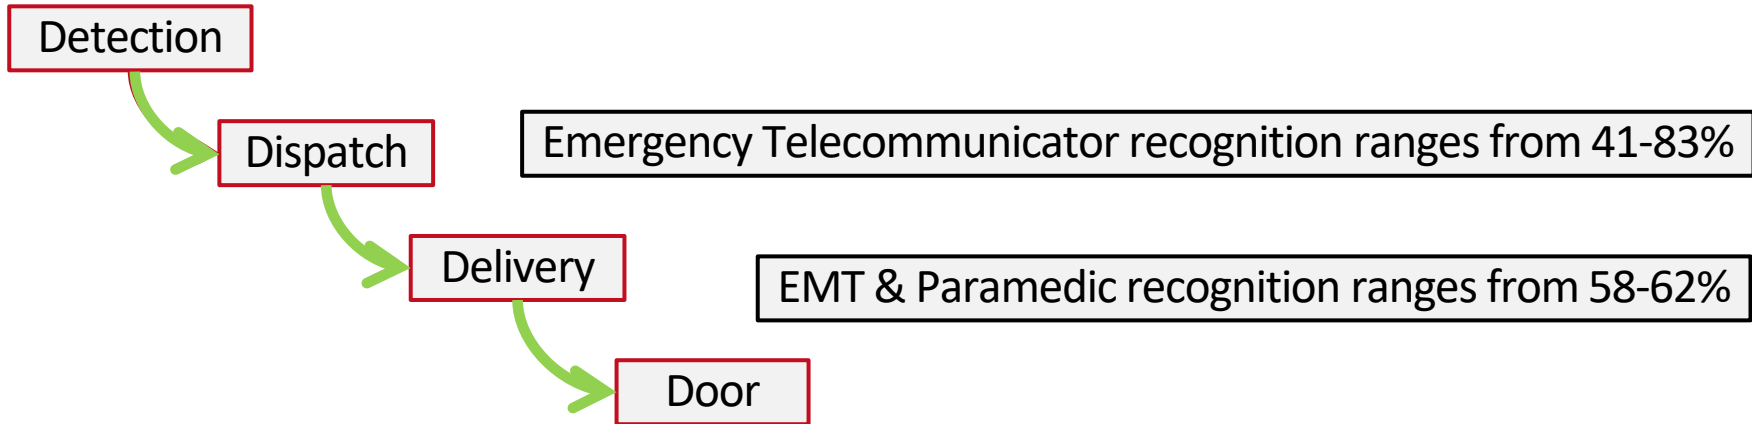 Detection
Dispatch
Emergency Telecommunicator recognition ranges from 41-83%
Delivery
EMT & Paramedic recognition ranges from 58-62%
Door